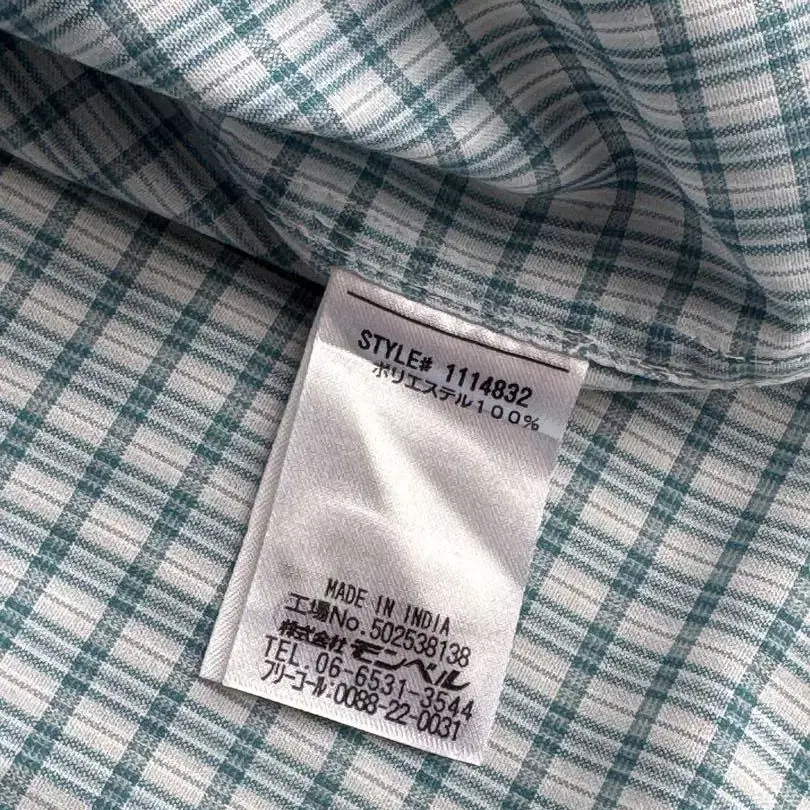 STYLE# 1114832
ポリエステル100%
MADE IN INDIA
工場No.502538138
株式会社モンベル
TEL.06-6531-3544
フリーコール:0088-22-0031